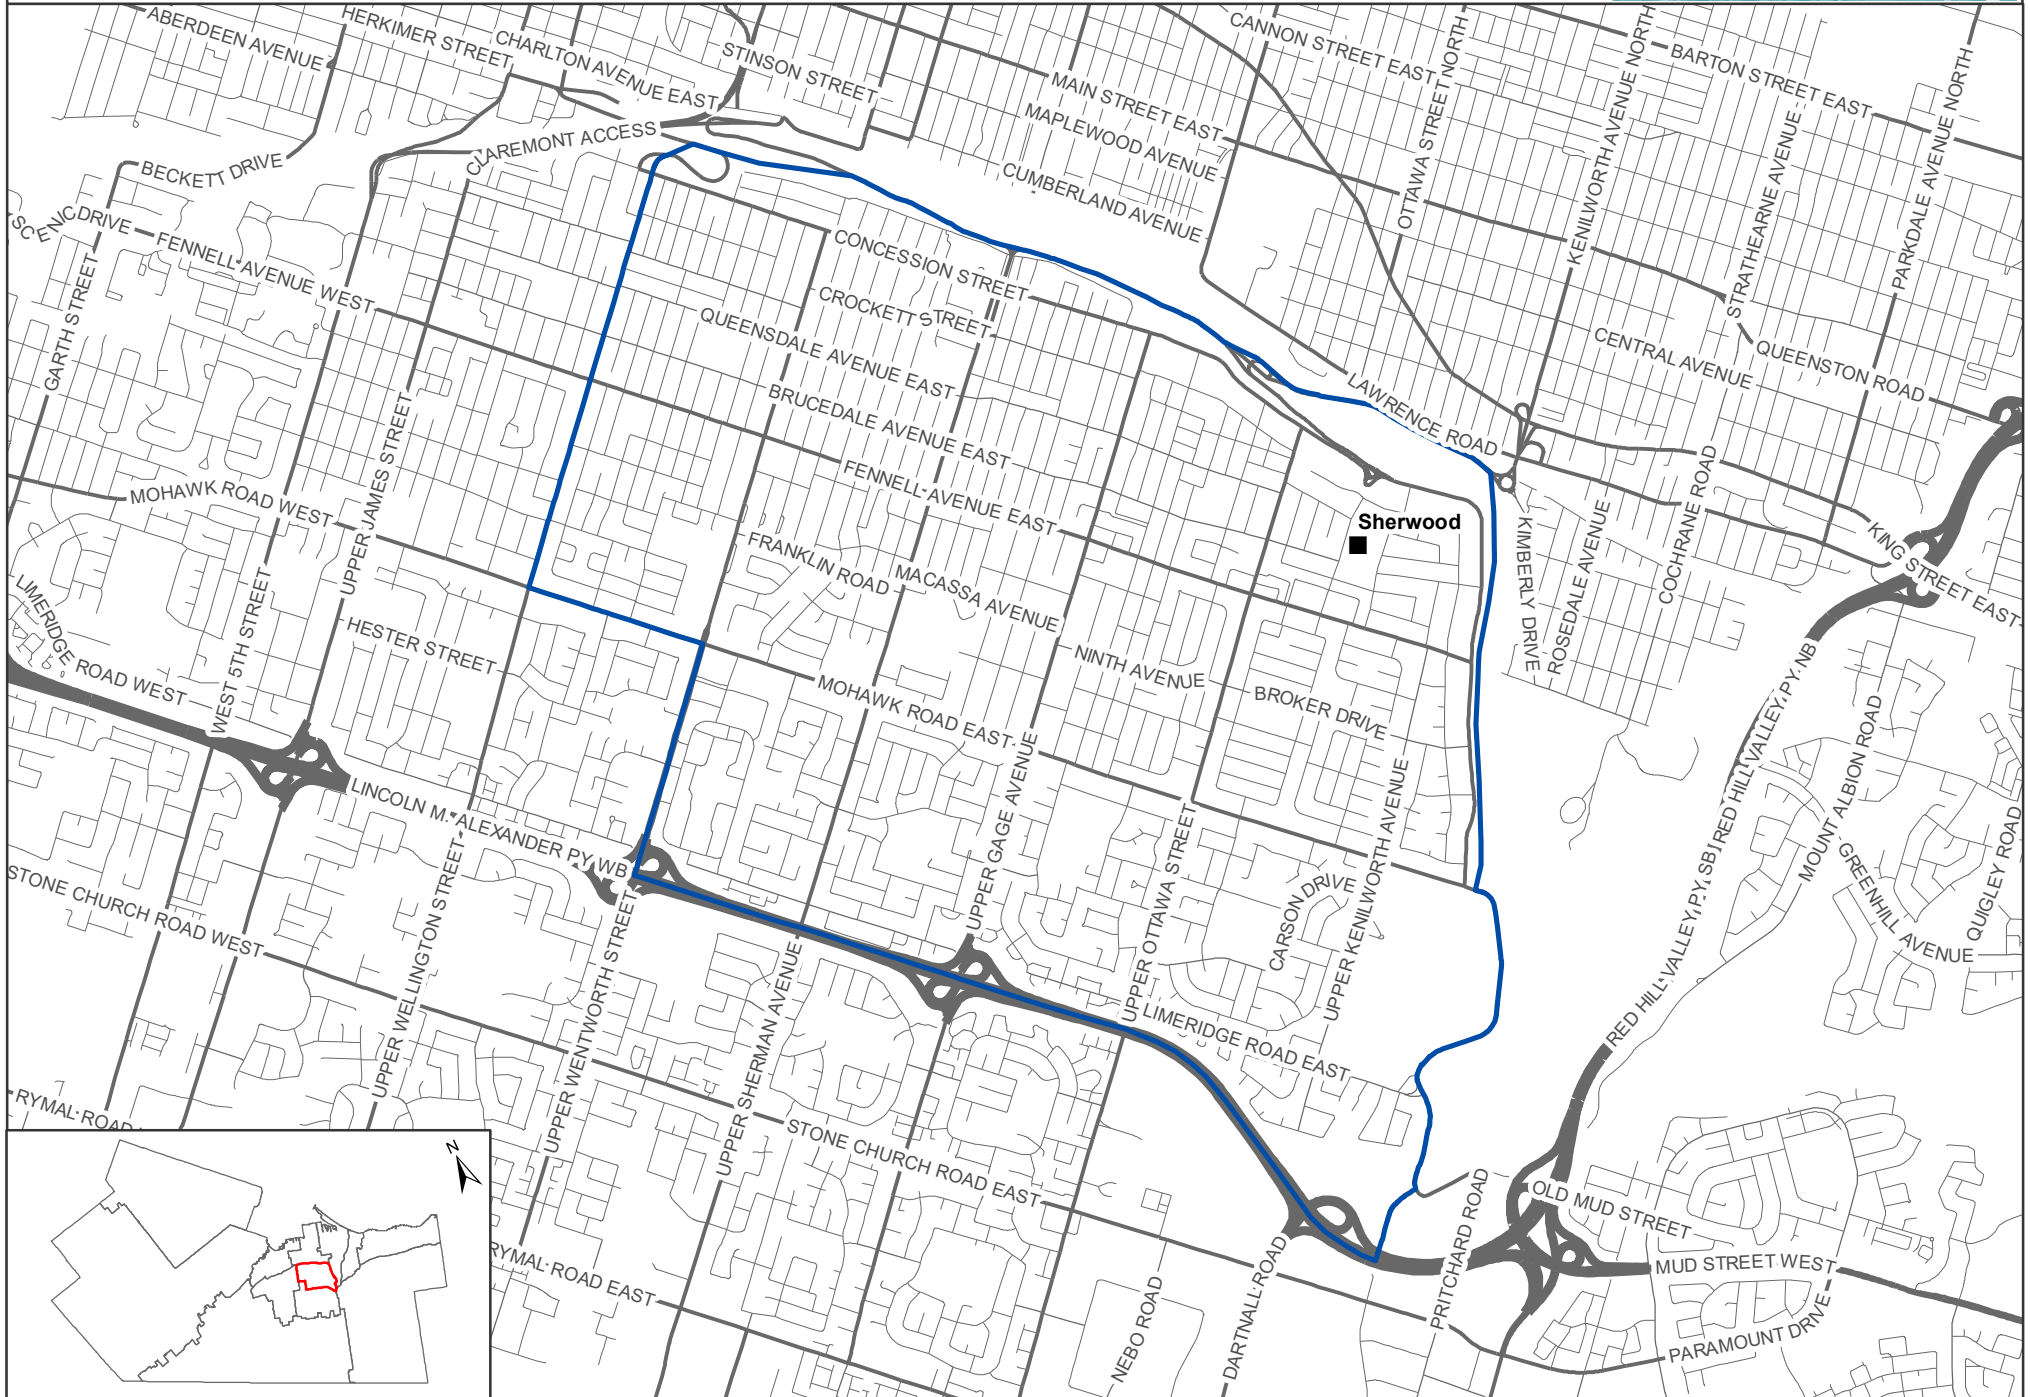 ABERDEEN AVENUE
HERKIMER STREET
CHARLTON AVENUE EAST
STINSON STREET
CANNON STREET EAST
BARTON STREET EAST
MAIN STREET EAST
MAPLEWOOD AVENUE
CUMBERLAND AVENUE
OTTAWA STREET NORTH
KENILWORTH AVENUE NORTH
STRATHEARNE AVENUE
PARKDALE AVENUE NORTH
CLAREMONT ACCESS
BECKETT DRIVE
SCENIC DRIVE
FENNELL AVENUE WEST
GARTH STREET
CONCESSION STREET
CROCKETT STREET
QUEENSDALE AVENUE EAST
BRUCEDALE AVENUE EAST
FENNELL AVENUE EAST
CENTRAL AVENUE
QUEENSTON ROAD
LAWRENCE ROAD
UPPER JAMES STREET
MOHAWK ROAD WEST
Sherwood
KIMBERLY DRIVE
ROSEDALE AVENUE
COCHRANE ROAD
KING STREET EAST
FRANKLIN ROAD
MACASSA AVENUE
LIMERIDGE ROAD WEST
WEST 5TH STREET
HESTER STREET
NINTH AVENUE
BROKER DRIVE
MOHAWK ROAD EAST
RED HILL VALLEY PY NB
RED HILL VALLEY PY SB
MOUNT ALBION ROAD
LINCOLN M. ALEXANDER PY WB
UPPER GAGE AVENUE
UPPER OTTAWA STREET
CARSON DRIVE
UPPER KENILWORTH AVENUE
GREENHILL AVENUE
QUIGLEY ROAD
STONE CHURCH ROAD WEST
UPPER WELLINGTON STREET
UPPER WENTWORTH STREET
UPPER SHERMAN AVENUE
LIMERIDGE ROAD EAST
RYMAL ROAD
STONE CHURCH ROAD EAST
N
OLD MUD STREET
PRITCHARD ROAD
MUD STREET WEST
RYMAL ROAD EAST
NEBO ROAD
DARTNALL ROAD
PARAMOUNT DRIVE